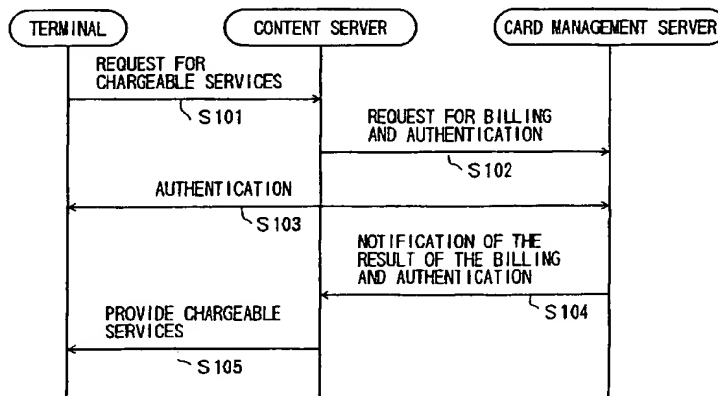 TERMINAL
CONTENT SERVER
CARD MANAGEMENT SERVER
REQUEST FOR
CHARGEABLE SERVICES
S101
REQUEST FOR BILLING
AND AUTHENTICATION
S102
AUTHENTICATION
S103
NOTIFICATION OF THE
RESULT OF THE BILLING
AND AUTHENTICATION
S104
PROVIDE CHARGEABLE
SERVICES
S105